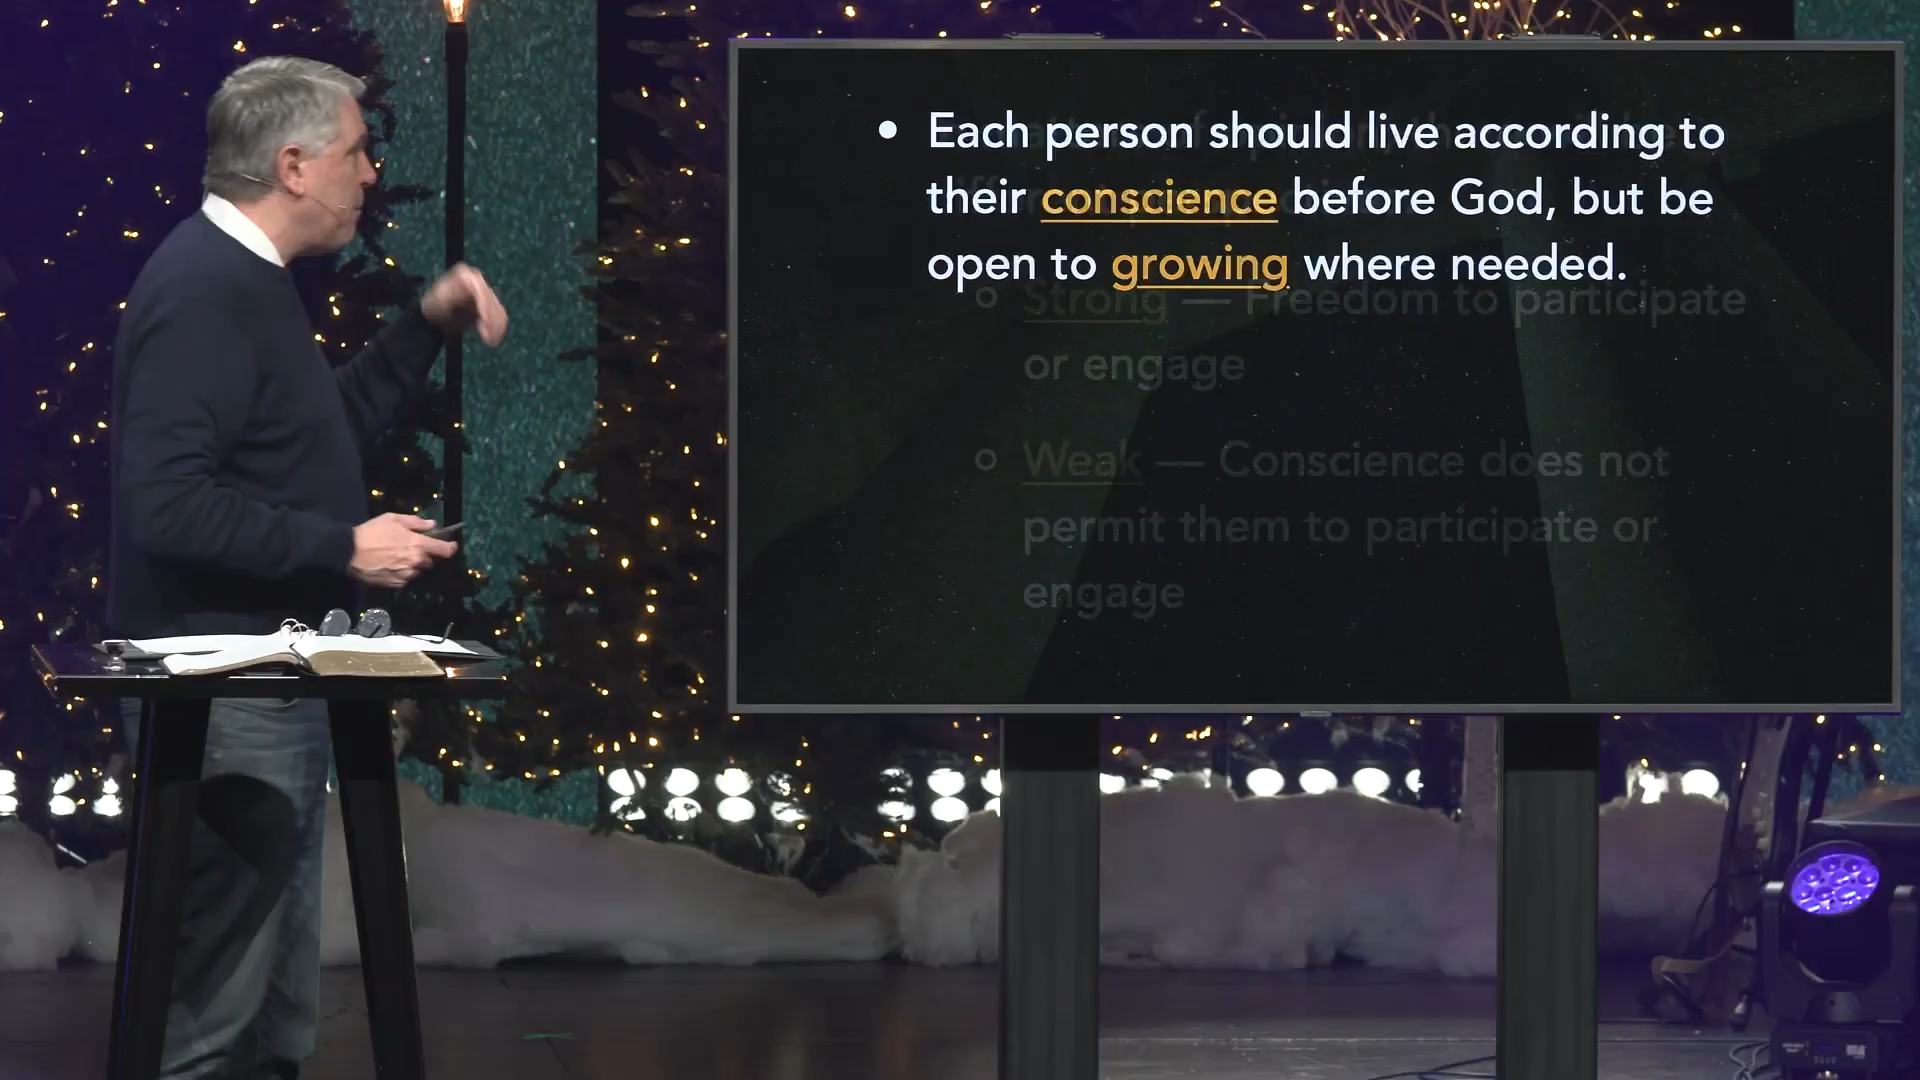 • Each person should live according to
their conscience before God, but be
open to growing where needed.
○ Strong — Freedom to participate
or engage
○ Weak — Conscience does not
permit them to participate or
engage